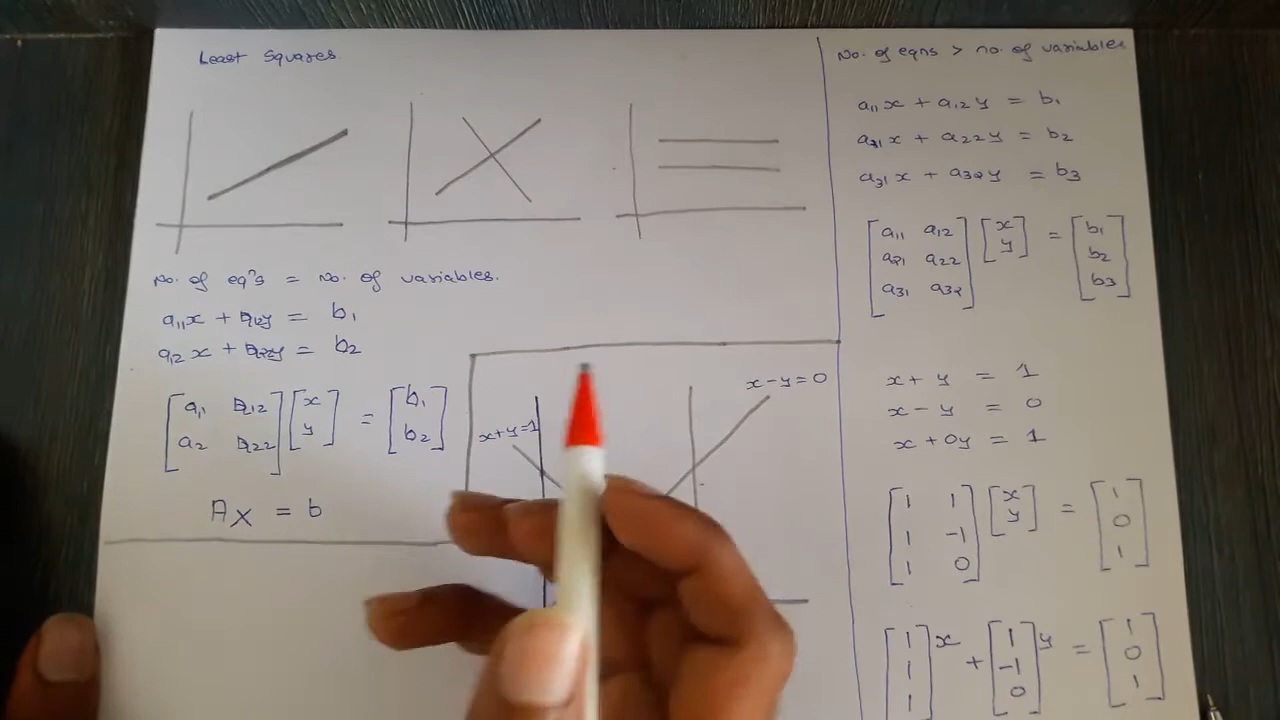 Least Squares
No. of eqns = No. of variables.
a11x + a12y = b1
a12x + a22y = b2
[a11 a12] [x] = [b1]
[a2 a22] [y] [b2]
Ax = b
x+y=1
x-y=0
No. of eqns > no. of variables
a11x + a12y = b1
a21x + a22y = b2
a31x + a32y = b3
[a11 a12] [x] = [b1]
[a21 a22] [y] [b2]
[a31 a32] [b3]
x + y = 1
x - y = 0
x + 0y = 1
[1 1] [x] = [1]
[1 -1] [y] [0]
[1 0] [1]
[1] x + [1] y = [1]
[1] [-1] [0]
[1] [0] [1]